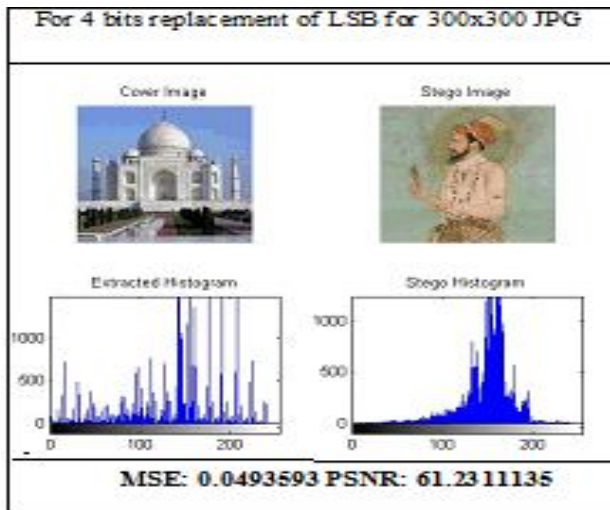 For 4 bits replacement of LSB for 300x300 JPG
Cover Image
Stego Image
Extracted Histogram
Stego Histogram
1000
500
0
0 100 200
1000
500
0
0 100 200
MSE: 0.0493593 PSNR: 61.2311135